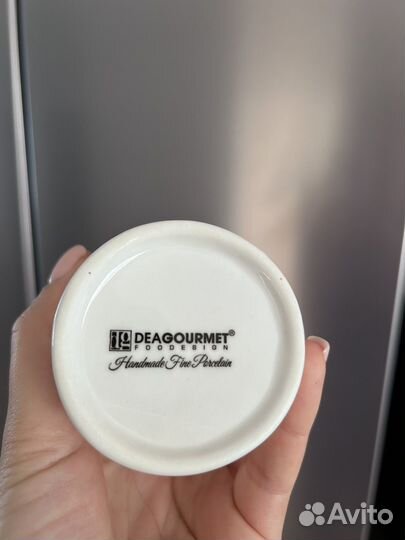 DEAGOURMET®
FOODESIGN
Handmade Fine Porcelain
Avito